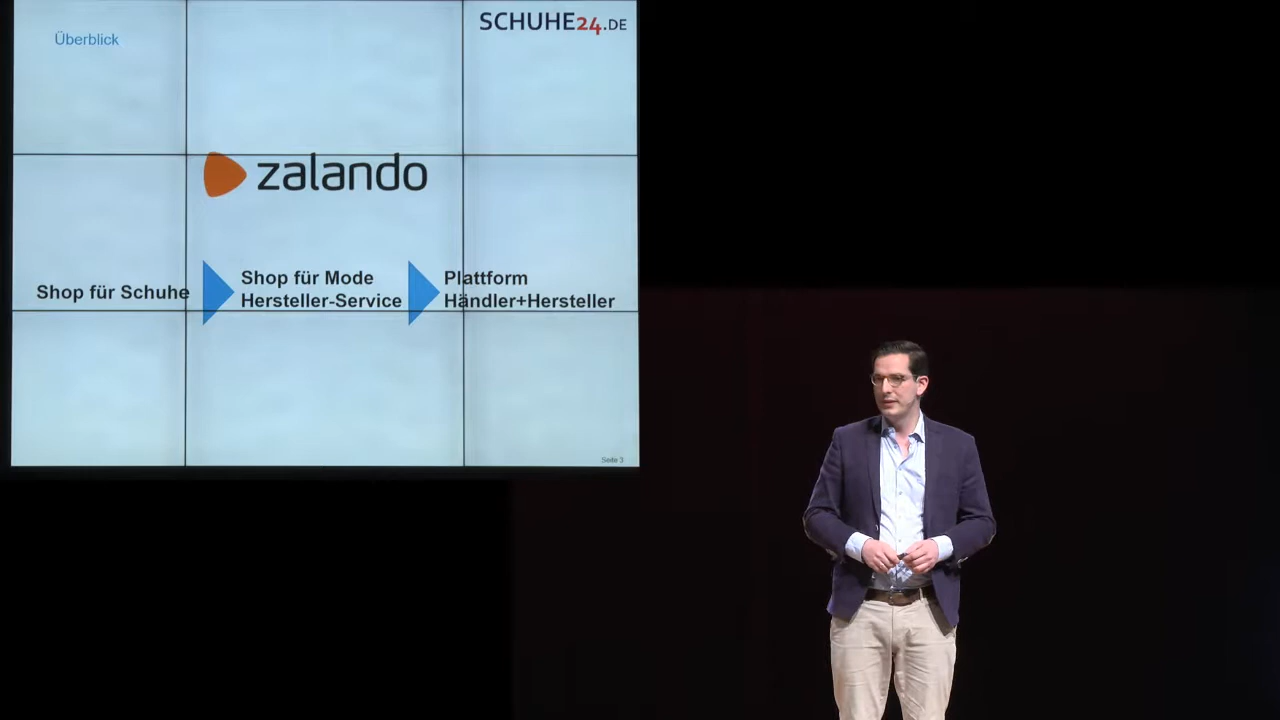 Überblick
SCHUHE24.DE
zalando
Shop für Schuhe
Shop für Mode
Hersteller-Service
Plattform
Händler+Hersteller
Seite 3